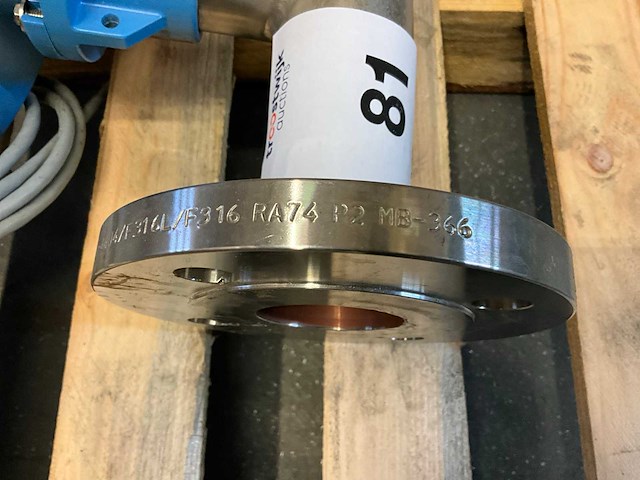 troostwijk
auctions
81
/F316L/F316 RA74 P2 MB-366